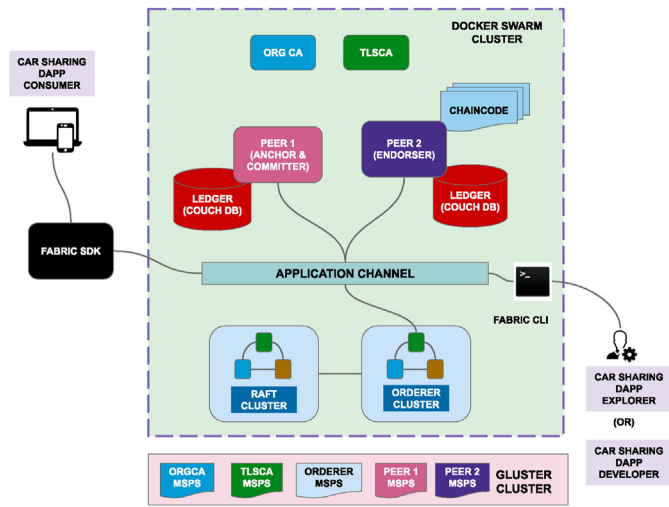 DOCKER SWARM
CLUSTER
ORG CA
TLSCA
CAR SHARING
DAPP
CONSUMER
CHAINCODE
PEER 1
(ANCHOR &
COMMITTER)
PEER 2
(ENDORSER)
LEDGER
(COUCH DB)
LEDGER
(COUCH DB)
FABRIC SDK
APPLICATION CHANNEL
>_
FABRIC CLI
RAFT
CLUSTER
ORDERER
CLUSTER
CAR SHARING
DAPP
EXPLORER
(OR)
CAR SHARING
DAPP
DEVELOPER
ORGCA
MSPS
TLSCA
MSPS
ORDERER
MSPS
PEER 1
MSPS
PEER 2
MSPS
GLUSTER
CLUSTER